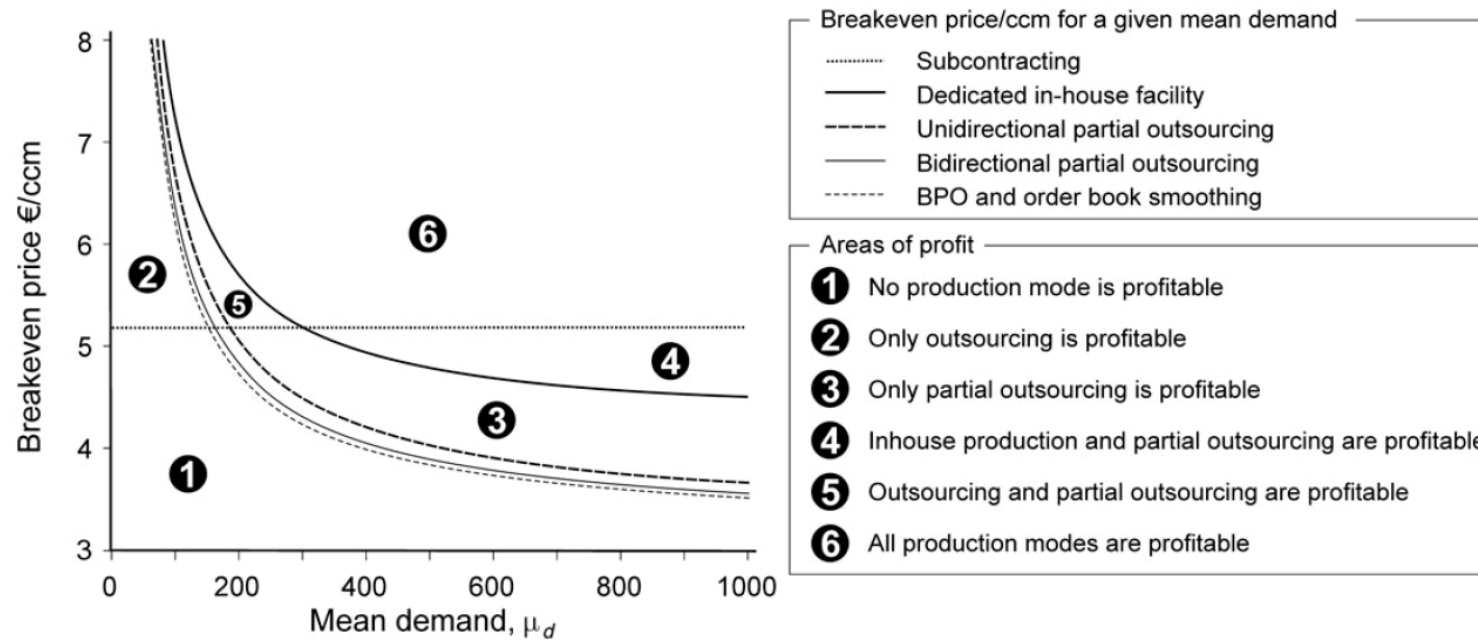 8
7
6
5
4
3
Breakeven price €/ccm
0
200
400
600
800
1000
Mean demand, μd
1
2
3
4
5
6
Breakeven price/ccm for a given mean demand
Subcontracting
Dedicated in-house facility
Unidirectional partial outsourcing
Bidirectional partial outsourcing
BPO and order book smoothing
Areas of profit
1 No production mode is profitable
2 Only outsourcing is profitable
3 Only partial outsourcing is profitable
4 Inhouse production and partial outsourcing are profitable
5 Outsourcing and partial outsourcing are profitable
6 All production modes are profitable